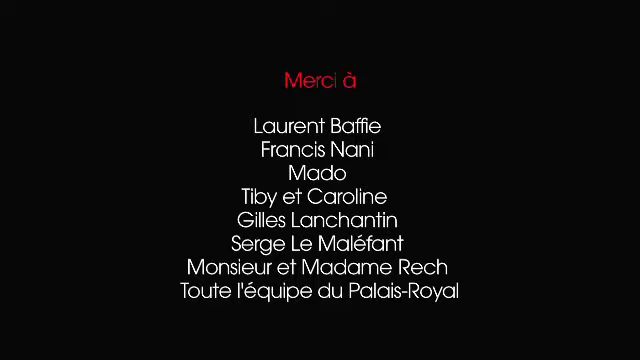 Merci à
Laurent Baffie
Francis Nani
Mado
Tiby et Caroline
Gilles Lanchantin
Serge Le Maléfant
Monsieur et Madame Rech
Toute l'équipe du Palais-Royal